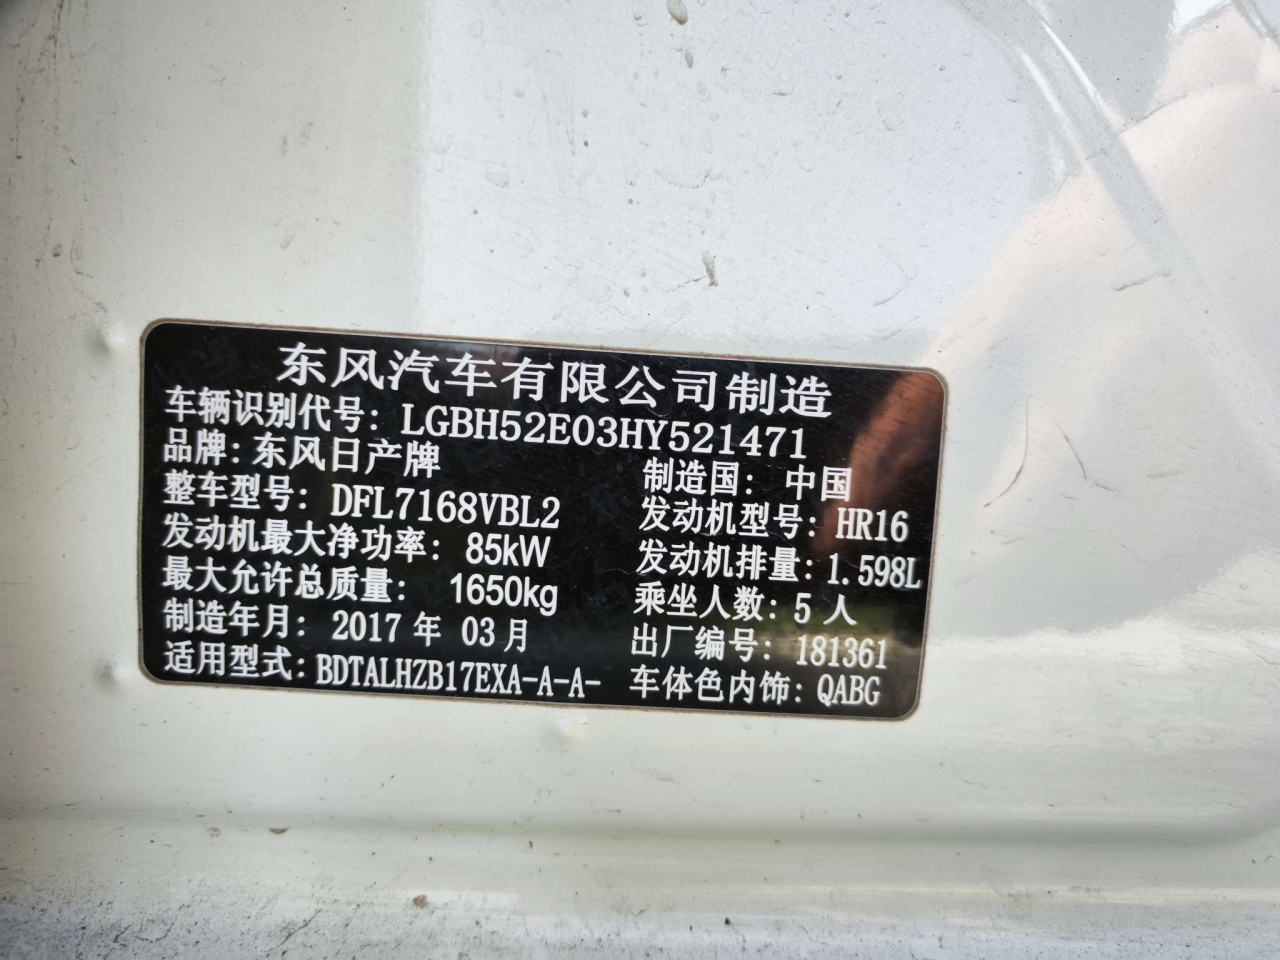 东风汽车有限公司制造
车辆识别代号: LGBH52E03HY521471
品牌: 东风日产牌 制造国: 中国
整车型号: DFL7168VBL2 发动机型号: HR16
发动机最大净功率: 85kW 发动机排量: 1.598L
最大允许总质量: 1650kg 乘坐人数: 5 人
制造年月: 2017 年 03 月 出厂编号: 181361
适用型式: BDTALHZB17EXA-A-A- 车体色内饰: QABG